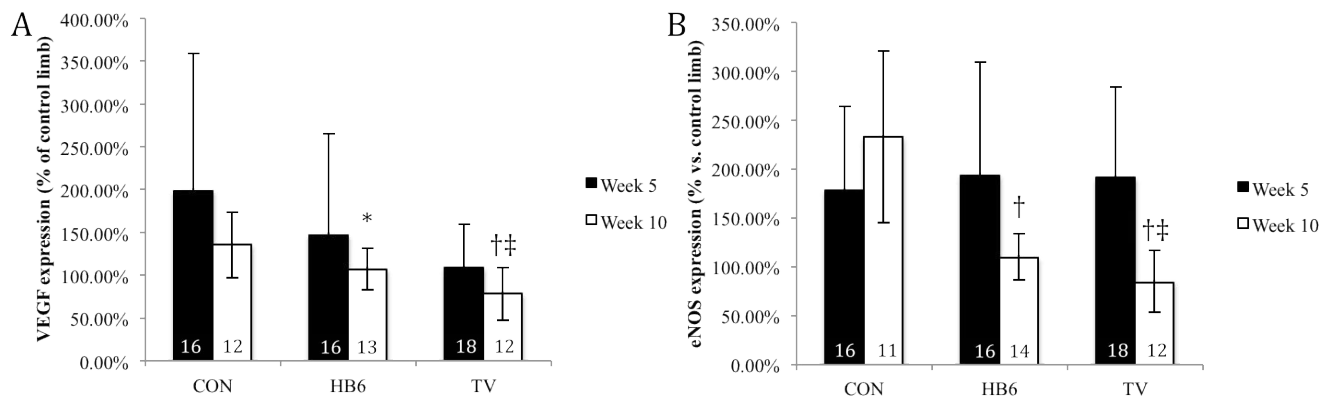 A
VEGF expression (% of control limb)
400.00%
350.00%
300.00%
250.00%
200.00%
150.00%
100.00%
50.00%
0.00%
*
†‡
16 12 16 13 18 12
CON HB6 TV
Week 5
Week 10
B
eNOS expression (% vs. control limb)
350.00%
300.00%
250.00%
200.00%
150.00%
100.00%
50.00%
0.00%
†
†‡
16 11 16 14 18 12
CON HB6 TV
Week 5
Week 10